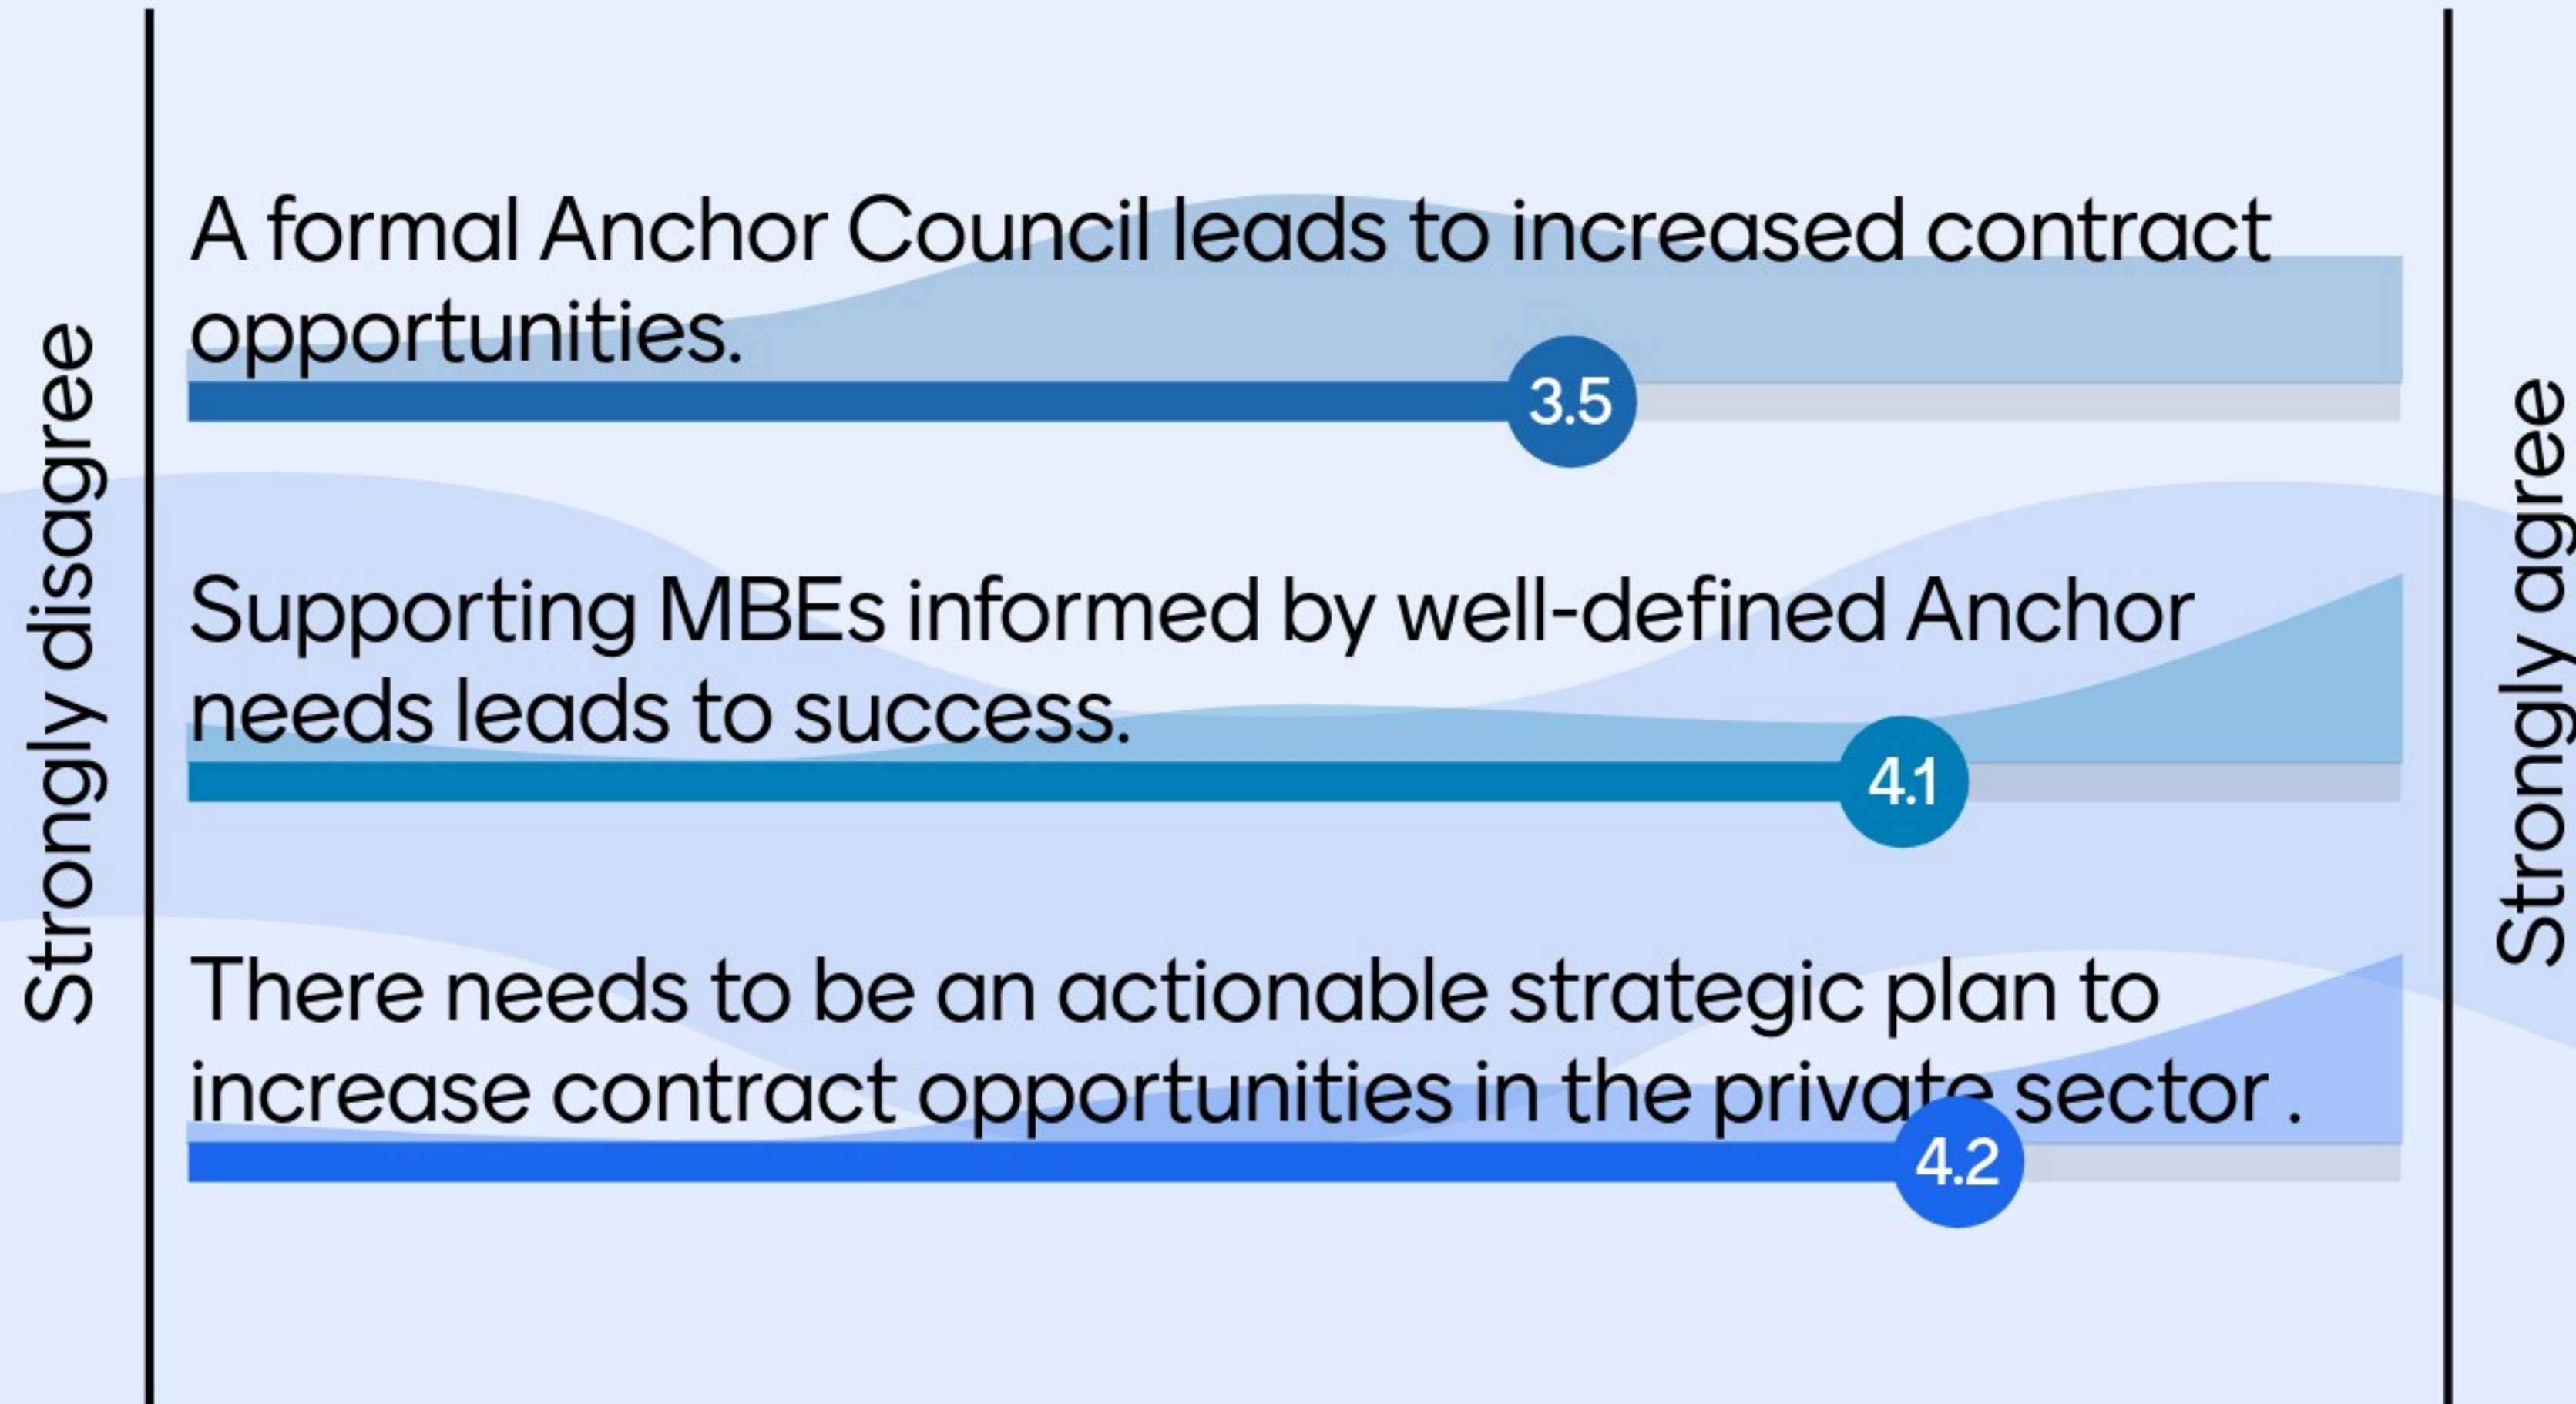 Strongly disagree
A formal Anchor Council leads to increased contract
opportunities.
3.5
Supporting MBEs informed by well-defined Anchor
needs leads to success.
4.1
There needs to be an actionable strategic plan to
increase contract opportunities in the private sector .
4.2
Strongly agree